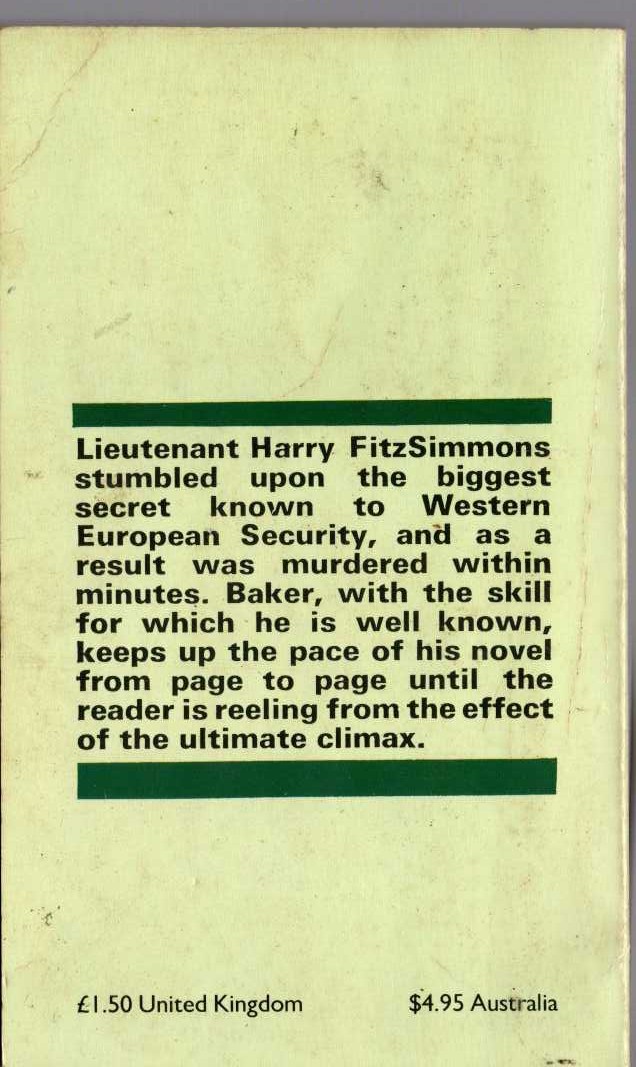 Lieutenant Harry FitzSimmons
stumbled upon the biggest
secret known to Western
European Security, and as a
result was murdered within
minutes. Baker, with the skill
for which he is well known,
keeps up the pace of his novel
from page to page until the
reader is reeling from the effect
of the ultimate climax.
£1.50 United Kingdom
$4.95 Australia